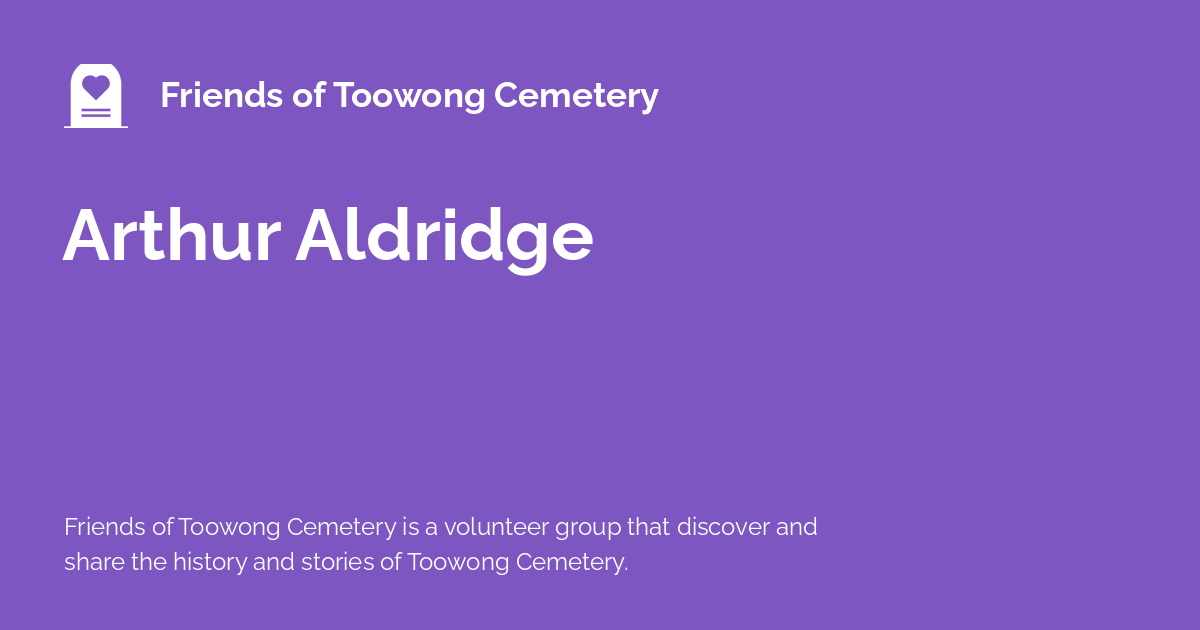 Friends of Toowong Cemetery
Arthur Aldridge
Friends of Toowong Cemetery is a volunteer group that discover and
share the history and stories of Toowong Cemetery.